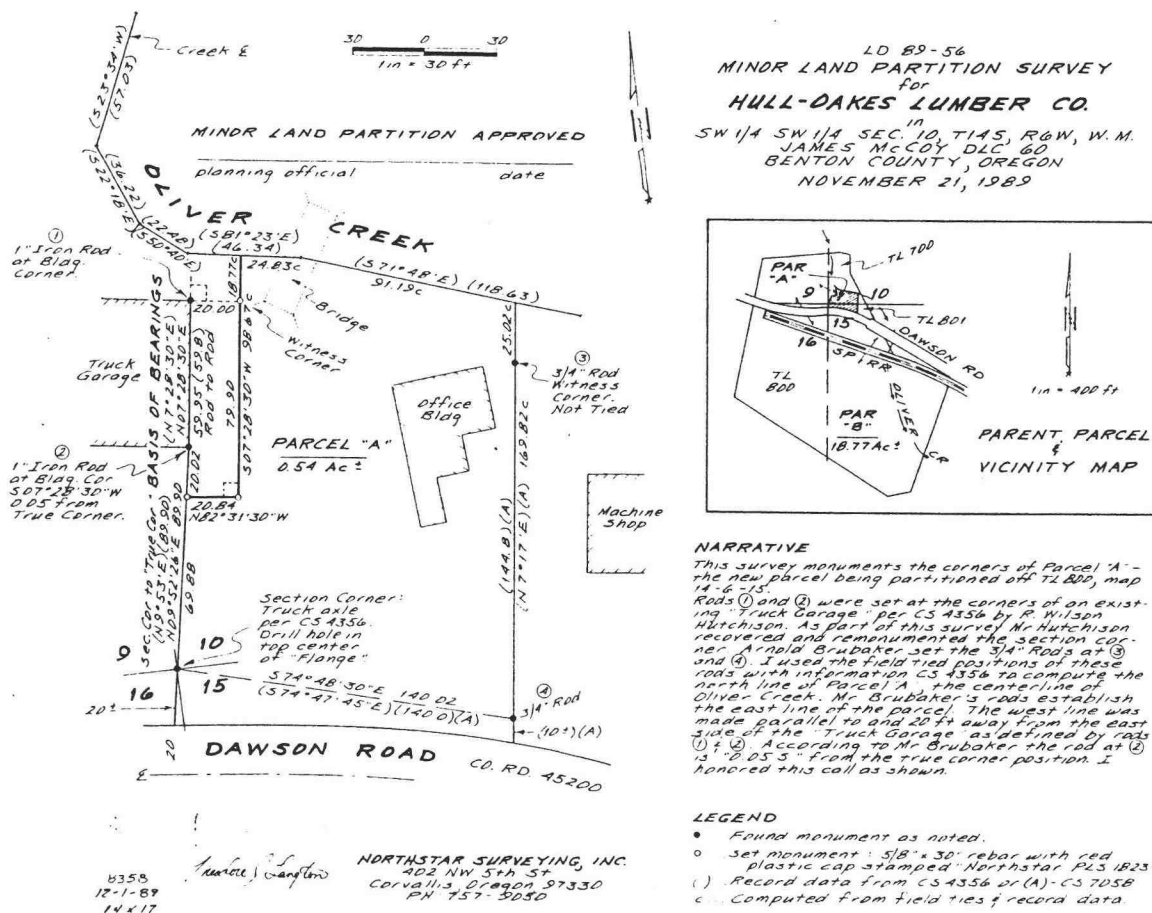 30 0 30
1 in = 30 ft
Creek ℄
(S23°34'W)
(57.03)
MINOR LAND PARTITION APPROVED
planning official date
(36.22)
(S22°18'E)
(22.48)
(S50°40'E)
(S81°23'E)
(46.34)
24.83c
OLIVER CREEK
(S71°48'E) (118.63)
91.19c
①
1" Iron Rod
at Bldg.
Corner.
18.77c
20.00
Bridge
Witness
Corner
25.02c
③
3/4" Rod
Witness
Corner.
Not Tied
Truck
Garage
BASIS OF BEARINGS
(N7°28'30"E)
N07°28'30"E
59.95 (59.8)
Rod to Rod
79.90
S07°28'30"W 98.67c
Office
Bldg
PARCEL "A"
0.54 Ac ±
②
1" Iron Rod
at Bldg. Cor
S07°28'30"W
0.05 from
True Corner.
20.02
20.84
N82°31'30"W
Sec. Cor to "True Cor"
(N9°53'E)(89.90)
N09°52'26"E 89.90
69.88
(144.8)(A)
(N7°17'E)(A) 169.82c
Machine
Shop
Section Corner:
Truck axle
per CS 4356.
Drill hole in
top center
of "Flange"
9 10
16 15
S74°48'30"E 140.02
(S74°47'45"E)(140.0)(A)
④
3/4" Rod
(10±)(A)
20±
20
DAWSON ROAD
℄
CO. RD. 45200
8358
12-1-89
14 x 17
NORTHSTAR SURVEYING, INC.
402 NW 5th St
Corvallis, Oregon 97330
PH 757-9050
LD 89-56
MINOR LAND PARTITION SURVEY
for
HULL-OAKES LUMBER CO.
in
SW 1/4 SW 1/4 SEC. 10, T14S, R6W, W.M.
JAMES McCOY DLC 60
BENTON COUNTY, OREGON
NOVEMBER 21, 1989
PAR
"A"
TL 700
9 10
16 15
TL 801
DAWSON RD
SPRR
OLIVER CR
TL
800
PAR
"B"
18.77 Ac ±
1 in = 400 ft
PARENT PARCEL
&
VICINITY MAP
NARRATIVE
This survey monuments the corners of Parcel "A" -
the new parcel being partitioned off TL 800, map
14-6-15.
Rods ① and ② were set at the corners of an exist-
ing "Truck Garage" per CS 4356 by R. Wilson
Hutchison. As part of this survey Mr Hutchison
recovered and remonumented the section cor-
ner. Arnold Brubaker set the 3/4" Rods at ③
and ④. I used the field tied positions of these
rods with information CS 4356 to compute the
north line of Parcel "A", the centerline of
Oliver Creek. Mr. Brubaker's rods establish
the east line of the parcel. The west line was
made parallel to and 20 ft away from the east
side of the "Truck Garage" as defined by rods
① & ②. According to Mr Brubaker the rod at ②
is "0.05 S" from the true corner position. I
honored this call as shown.
LEGEND
● Found monument as noted.
○ Set monument : 5/8" x 30" rebar with red
plastic cap stamped "Northstar PLS 1823"
( ) Record data from CS 4356 or (A)- CS 7058
c Computed from field ties & record data.